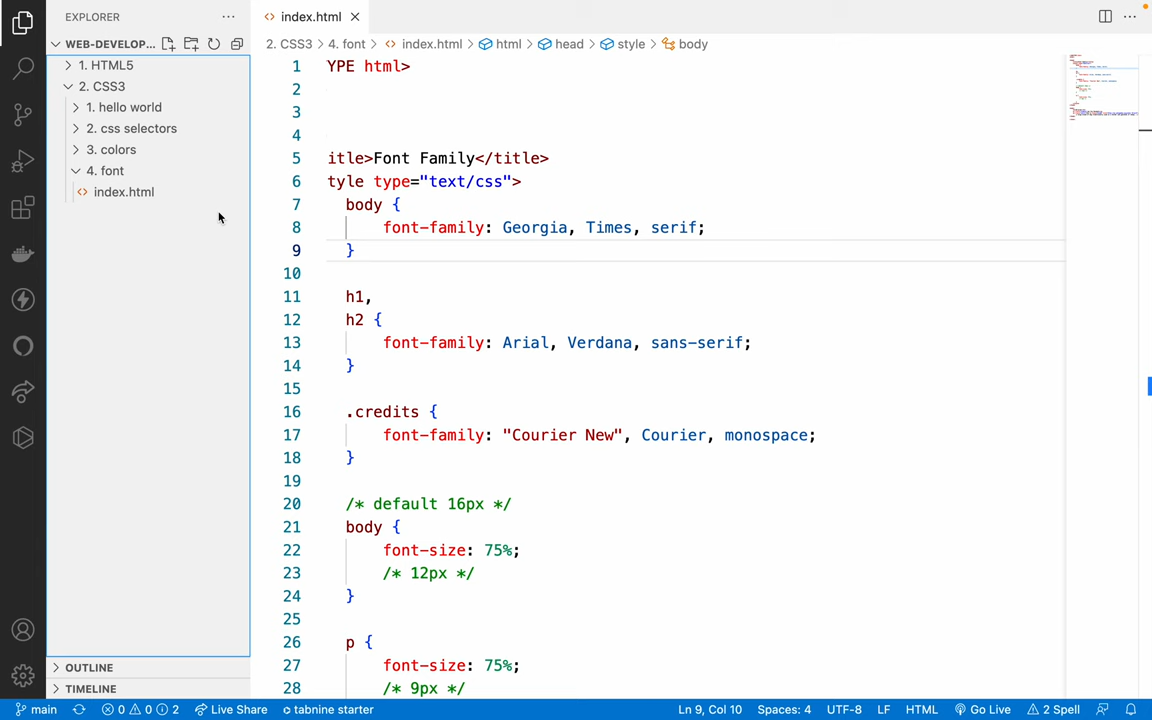 EXPLORER
index.html
WEB-DEVELOP...
2. CSS3 > 4. font > index.html > html > head > style > body
1. HTML5
2. CSS3
1. hello world
2. css selectors
3. colors
4. font
index.html
1 YPE html>
2
3
4
5 itle>Font Family</title>
6 tyle type="text/css">
7 body {
8 font-family: Georgia, Times, serif;
9 }
10
11 h1,
12 h2 {
13 font-family: Arial, Verdana, sans-serif;
14 }
15
16 .credits {
17 font-family: "Courier New", Courier, monospace;
18 }
19
20 /* default 16px */
21 body {
22 font-size: 75%;
23 /* 12px */
24 }
25
26 p {
27 font-size: 75%;
28 /* 9px */
OUTLINE
TIMELINE
main 0 0 2 Live Share tabnine starter Ln 9, Col 10 Spaces: 4 UTF-8 LF HTML Go Live 2 Spell